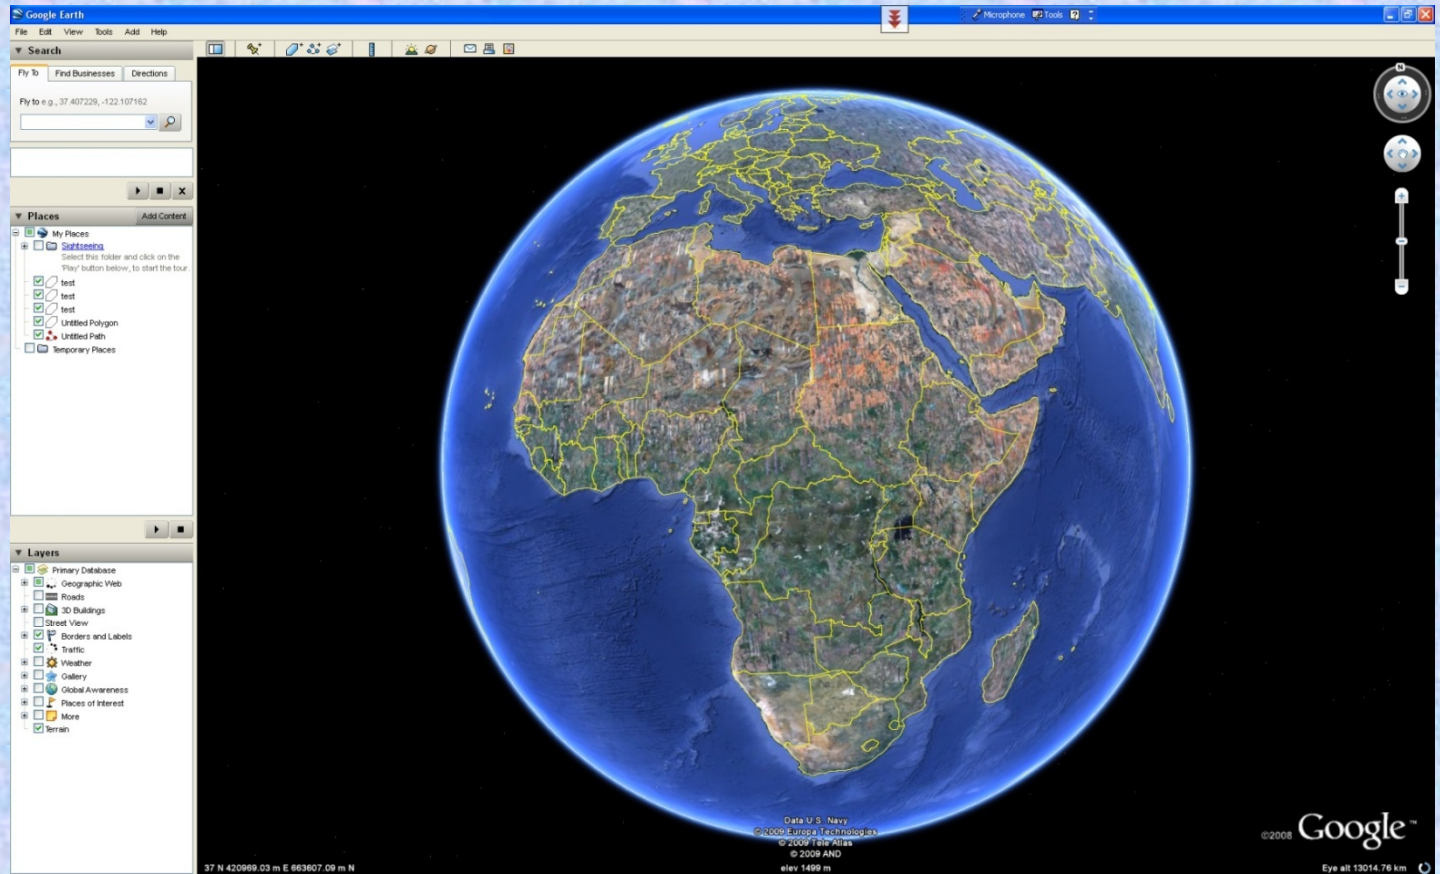 Google Earth
Microphone Tools ?
File Edit View Tools Add Help
Search
Fly To Find Businesses Directions
Fly to e.g., 37.407229, -122.107162
Places Add Content
My Places
Sightseeing
Select this folder and click on the
'Play' button below, to start the tour.
test
test
test
Untitled Polygon
Untitled Path
Temporary Places
Layers
Primary Database
Geographic Web
Roads
3D Buildings
Street View
Borders and Labels
Traffic
Weather
Gallery
Global Awareness
Places of Interest
More
Terrain
N
Data U.S. Navy
© 2009 Europa Technologies
© 2009 Tele Atlas
© 2009 AND
©2008 Google™
37 N 420969.03 m E 663607.09 m N
elev 1499 m
Eye alt 13014.76 km